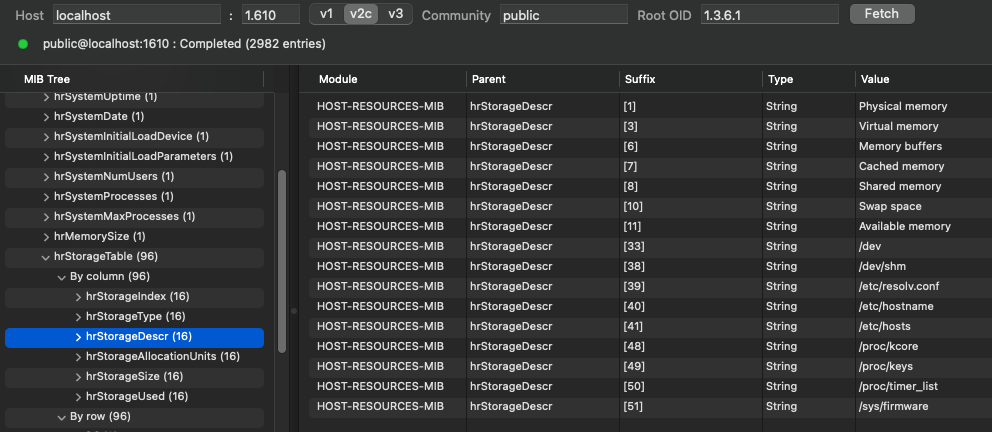 Host localhost : 1.610 v1 v2c v3 Community public Root OID 1.3.6.1 Fetch
public@localhost:1610 : Completed (2982 entries)
MIB Tree
hrSystemUptime (1)
hrSystemDate (1)
hrSystemInitialLoadDevice (1)
hrSystemInitialLoadParameters (1)
hrSystemNumUsers (1)
hrSystemProcesses (1)
hrSystemMaxProcesses (1)
hrMemorySize (1)
hrStorageTable (96)
By column (96)
hrStorageIndex (16)
hrStorageType (16)
hrStorageDescr (16)
hrStorageAllocationUnits (16)
hrStorageSize (16)
hrStorageUsed (16)
By row (96)
Module Parent Suffix Type Value
HOST-RESOURCES-MIB hrStorageDescr [1] String Physical memory
HOST-RESOURCES-MIB hrStorageDescr [3] String Virtual memory
HOST-RESOURCES-MIB hrStorageDescr [6] String Memory buffers
HOST-RESOURCES-MIB hrStorageDescr [7] String Cached memory
HOST-RESOURCES-MIB hrStorageDescr [8] String Shared memory
HOST-RESOURCES-MIB hrStorageDescr [10] String Swap space
HOST-RESOURCES-MIB hrStorageDescr [11] String Available memory
HOST-RESOURCES-MIB hrStorageDescr [33] String /dev
HOST-RESOURCES-MIB hrStorageDescr [38] String /dev/shm
HOST-RESOURCES-MIB hrStorageDescr [39] String /etc/resolv.conf
HOST-RESOURCES-MIB hrStorageDescr [40] String /etc/hostname
HOST-RESOURCES-MIB hrStorageDescr [41] String /etc/hosts
HOST-RESOURCES-MIB hrStorageDescr [48] String /proc/kcore
HOST-RESOURCES-MIB hrStorageDescr [49] String /proc/keys
HOST-RESOURCES-MIB hrStorageDescr [50] String /proc/timer_list
HOST-RESOURCES-MIB hrStorageDescr [51] String /sys/firmware